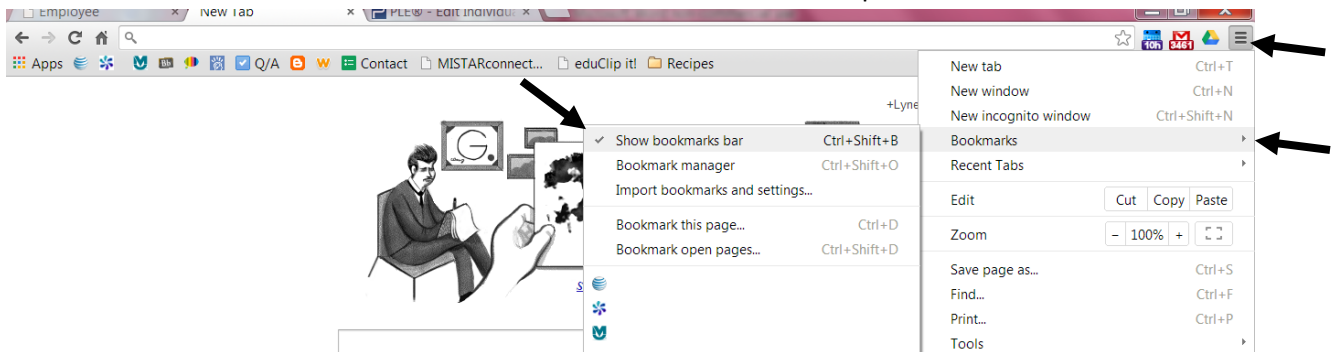 Employee × New Tab × PLE® - Edit Individu ×
10h 3461
Apps Bb Q/A W Contact MISTARconnect... eduClip it! Recipes
New tab Ctrl+T
New window Ctrl+N
+Lyne
New incognito window Ctrl+Shift+N
G.
✓ Show bookmarks bar Ctrl+Shift+B
Bookmarks
Bookmark manager Ctrl+Shift+O
Recent Tabs
Import bookmarks and settings...
Edit Cut Copy Paste
Bookmark this page... Ctrl+D
Zoom - 100% +
Bookmark open pages... Ctrl+Shift+D
Save page as... Ctrl+S
Find... Ctrl+F
Print... Ctrl+P
Tools